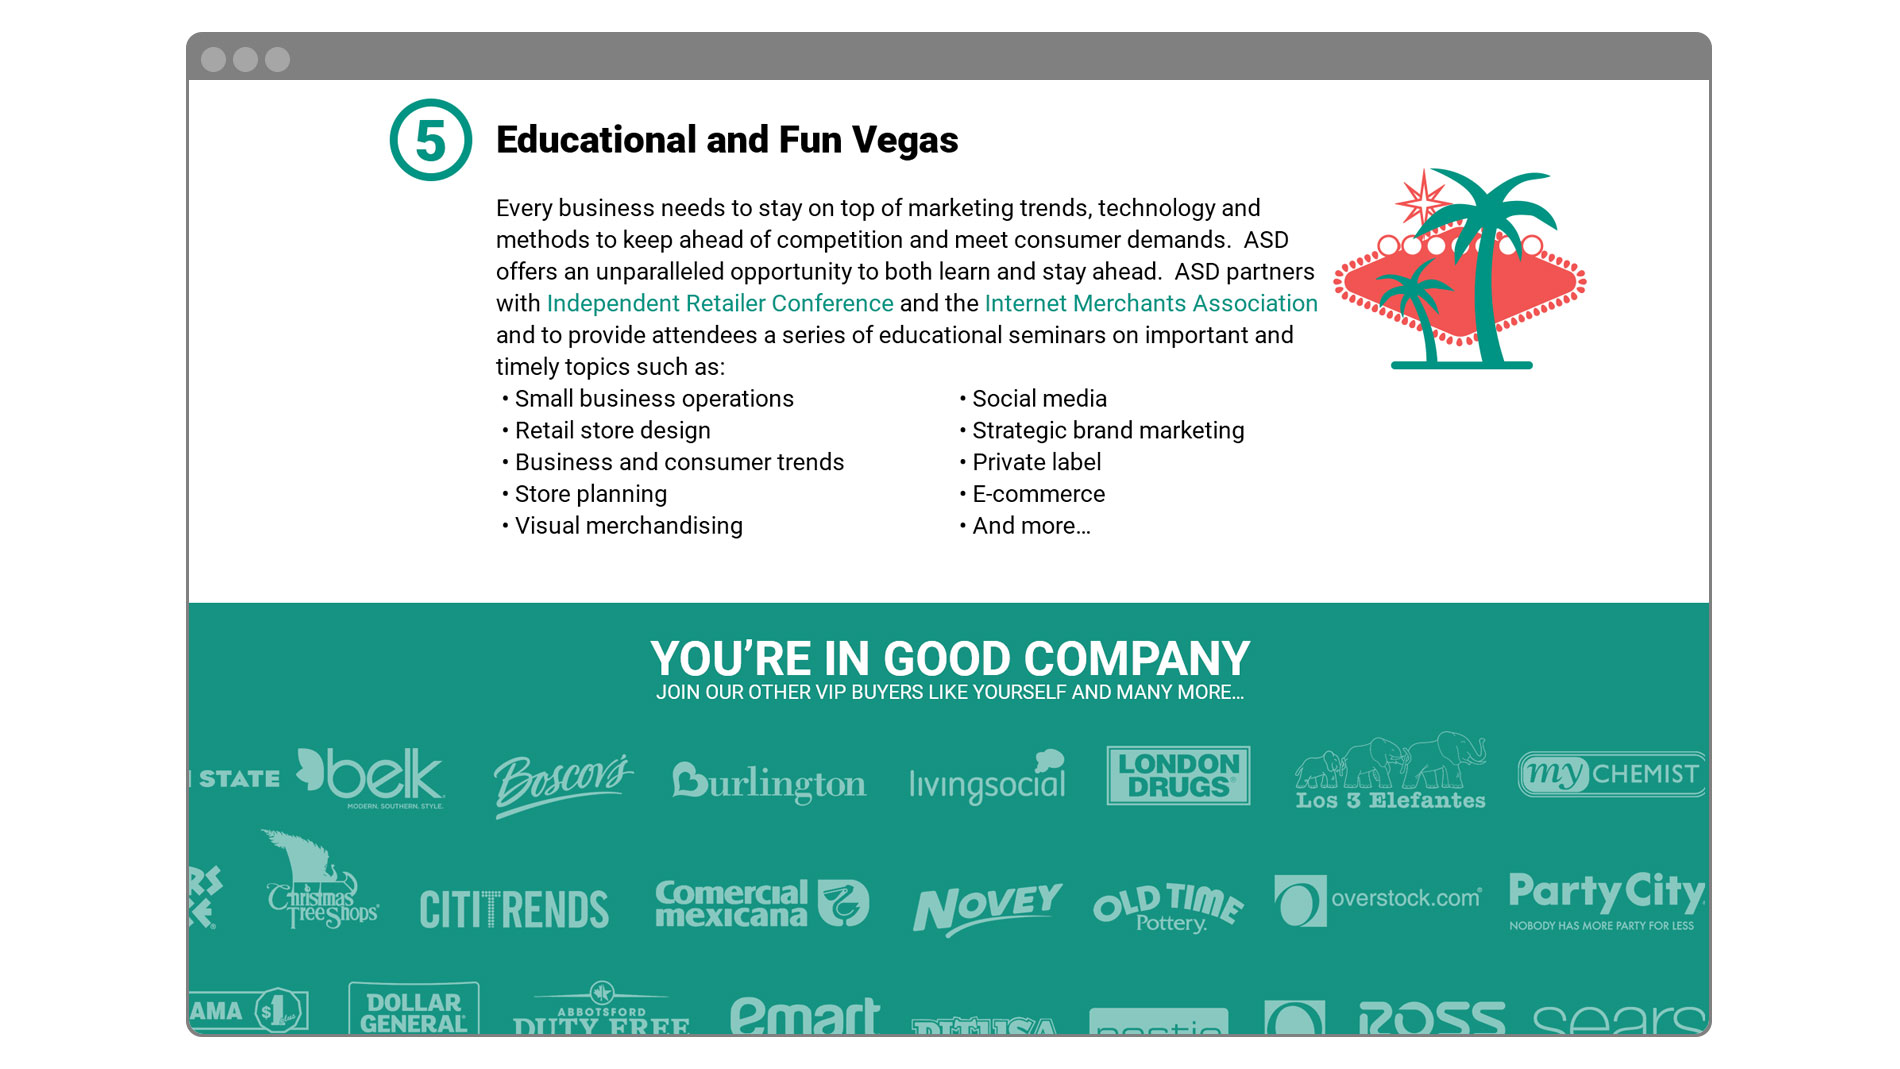 5
Educational and Fun Vegas
Every business needs to stay on top of marketing trends, technology and
methods to keep ahead of competition and meet consumer demands.  ASD
offers an unparalleled opportunity to both learn and stay ahead.  ASD partners
with Independent Retailer Conference and the Internet Merchants Association
and to provide attendees a series of educational seminars on important and
timely topics such as:
• Small business operations
• Retail store design
• Business and consumer trends
• Store planning
• Visual merchandising
• Social media
• Strategic brand marketing
• Private label
• E-commerce
• And more...
YOU’RE IN GOOD COMPANY
JOIN OUR OTHER VIP BUYERS LIKE YOURSELF AND MANY MORE...
STATE
belk
MODERN. SOUTHERN. STYLE.
Boscov's
Burlington
livingsocial
LONDON
DRUGS
Los 3 Elefantes
my CHEMIST
Christmas
Tree Shops
CITITRENDS
Comercial
mexicana
NOVEY
OLD TIME
Pottery.
overstock.com
Party City
NOBODY HAS MORE PARTY FOR LESS
AMA $1 plus
DOLLAR
GENERAL
ABBOTSFORD
DUTY FREE
emart
ROSS
sears